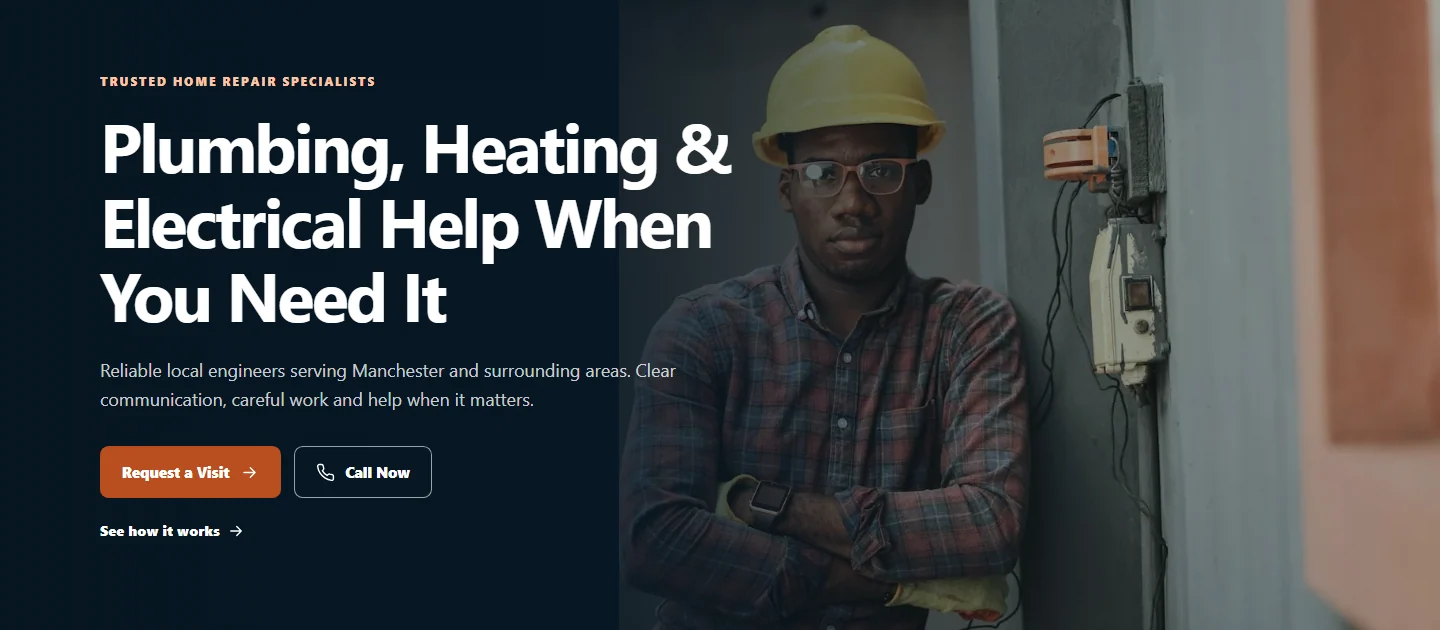 TRUSTED HOME REPAIR SPECIALISTS
Plumbing, Heating &
Electrical Help When
You Need It
Reliable local engineers serving Manchester and surrounding areas. Clear
communication, careful work and help when it matters.
Request a Visit → Call Now
See how it works →